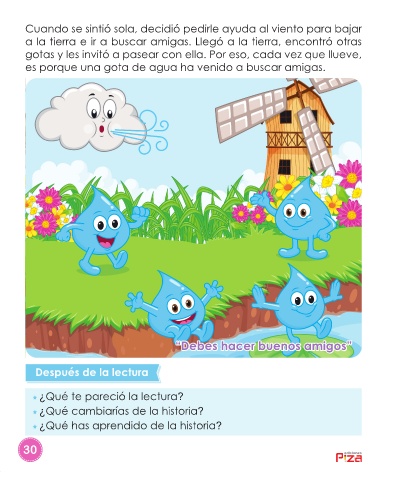 Cuando se sintió sola, decidió pedirle ayuda al viento para bajar
a la tierra e ir a buscar amigas. Llegó a la tierra, encontró otras
gotas y les invitó a pasear con ella. Por eso, cada vez que llueve,
es porque una gota de agua ha venido a buscar amigas.
"Debes hacer buenos amigos"
Después de la lectura
• ¿Qué te pareció la lectura?
• ¿Qué cambiarías de la historia?
• ¿Qué has aprendido de la historia?
30
Piza